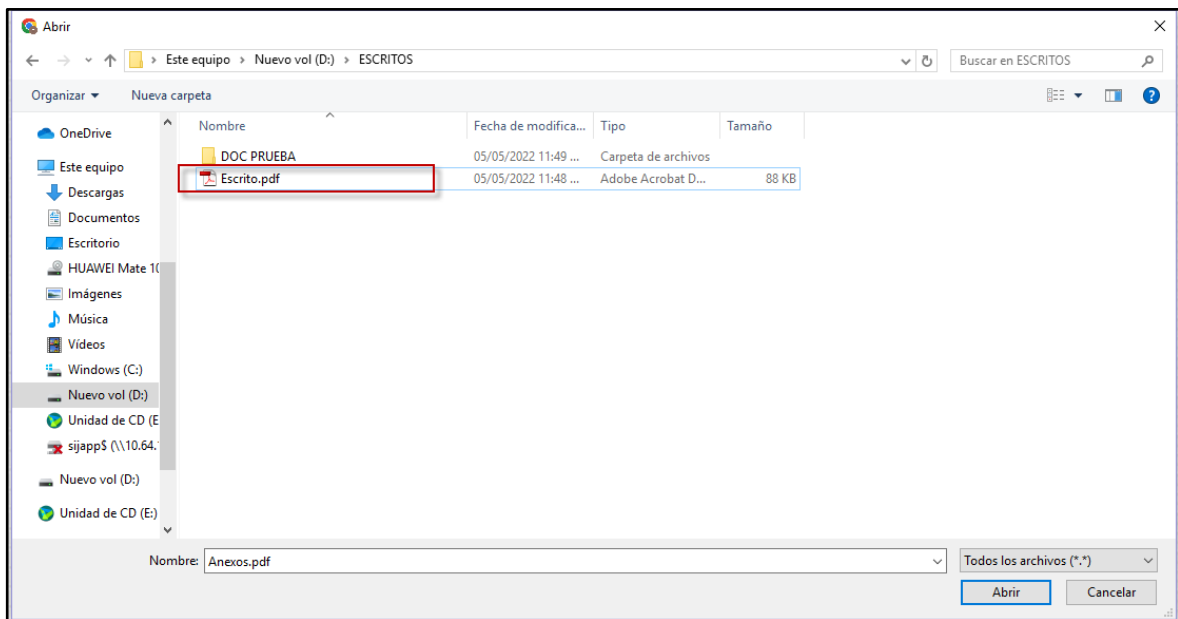 Abrir
Este equipo > Nuevo vol (D:) > ESCRITOS
Buscar en ESCRITOS
Organizar
Nueva carpeta
Nombre
Fecha de modifica...
Tipo
Tamaño
DOC PRUEBA
05/05/2022 11:49 ...
Carpeta de archivos
Escrito.pdf
05/05/2022 11:48 ...
Adobe Acrobat D...
88 KB
OneDrive
Este equipo
Descargas
Documentos
Escritorio
HUAWEI Mate 10
Imágenes
Música
Vídeos
Windows (C:)
Nuevo vol (D:)
Unidad de CD (E
sijapp$ (\\10.64.
Nuevo vol (D:)
Unidad de CD (E:)
Nombre: Anexos.pdf
Todos los archivos (*.*)
Abrir
Cancelar